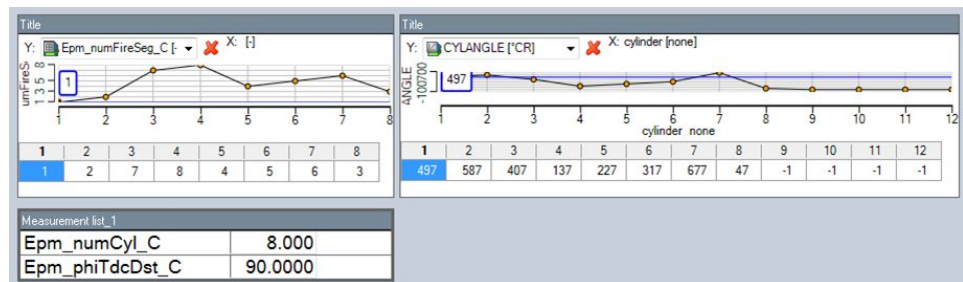 Title
Y: Epm_numFireSeg_C [- X: [-]
umFireS
8
5
3
1
1
1 2 3 4 5 6 7 8
1 2 3 4 5 6 7 8
1 2 7 8 4 5 6 3
Title
Y: CYLANGLE [°CR] X: cylinder [none]
ANGLE
-100700
497
1 2 3 4 5 6 7 8 9 10 11 12
cylinder none
1 2 3 4 5 6 7 8 9 10 11 12
497 587 407 137 227 317 677 47 -1 -1 -1 -1
Measurement list_1
Epm_numCyl_C 8.000
Epm_phiTdcDst_C 90.0000